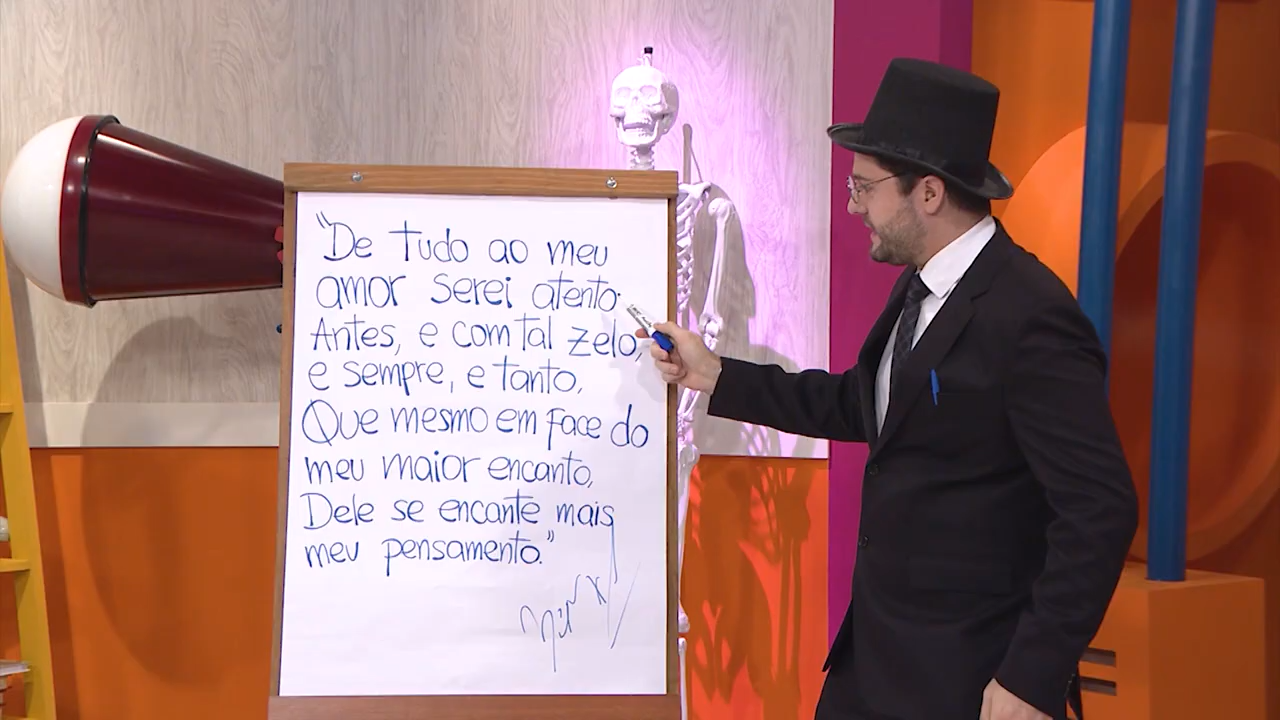 "De tudo ao meu
amor serei atento
Antes, e com tal zelo,
e sempre, e tanto,
Que mesmo em face do
meu maior encanto,
Dele se encante mais
meu pensamento."